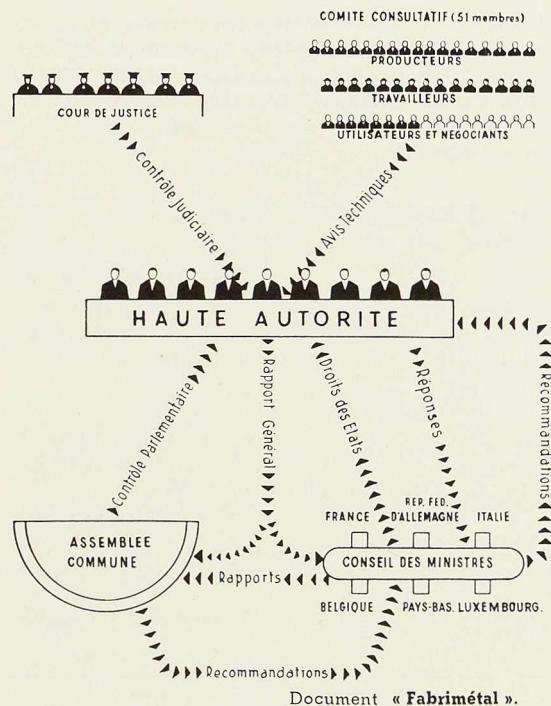 COMITE CONSULTATIF (51 membres)
PRODUCTEURS
TRAVAILLEURS
UTILISATEURS ET NEGOCIANTS
COUR DE JUSTICE
Contrôle Judiciaire
Avis Techniques
HAUTE AUTORITE
Contrôle Parlementaire
Rapport Général
Droits des Etats
Réponses
Recommandations
FRANCE
REP. FED. D'ALLEMAGNE
ITALIE
ASSEMBLEE
COMMUNE
CONSEIL DES MINISTRES
Rapports
BELGIQUE
PAYS-BAS.
LUXEMBOURG.
Recommandations
Document « Fabrimétal ».